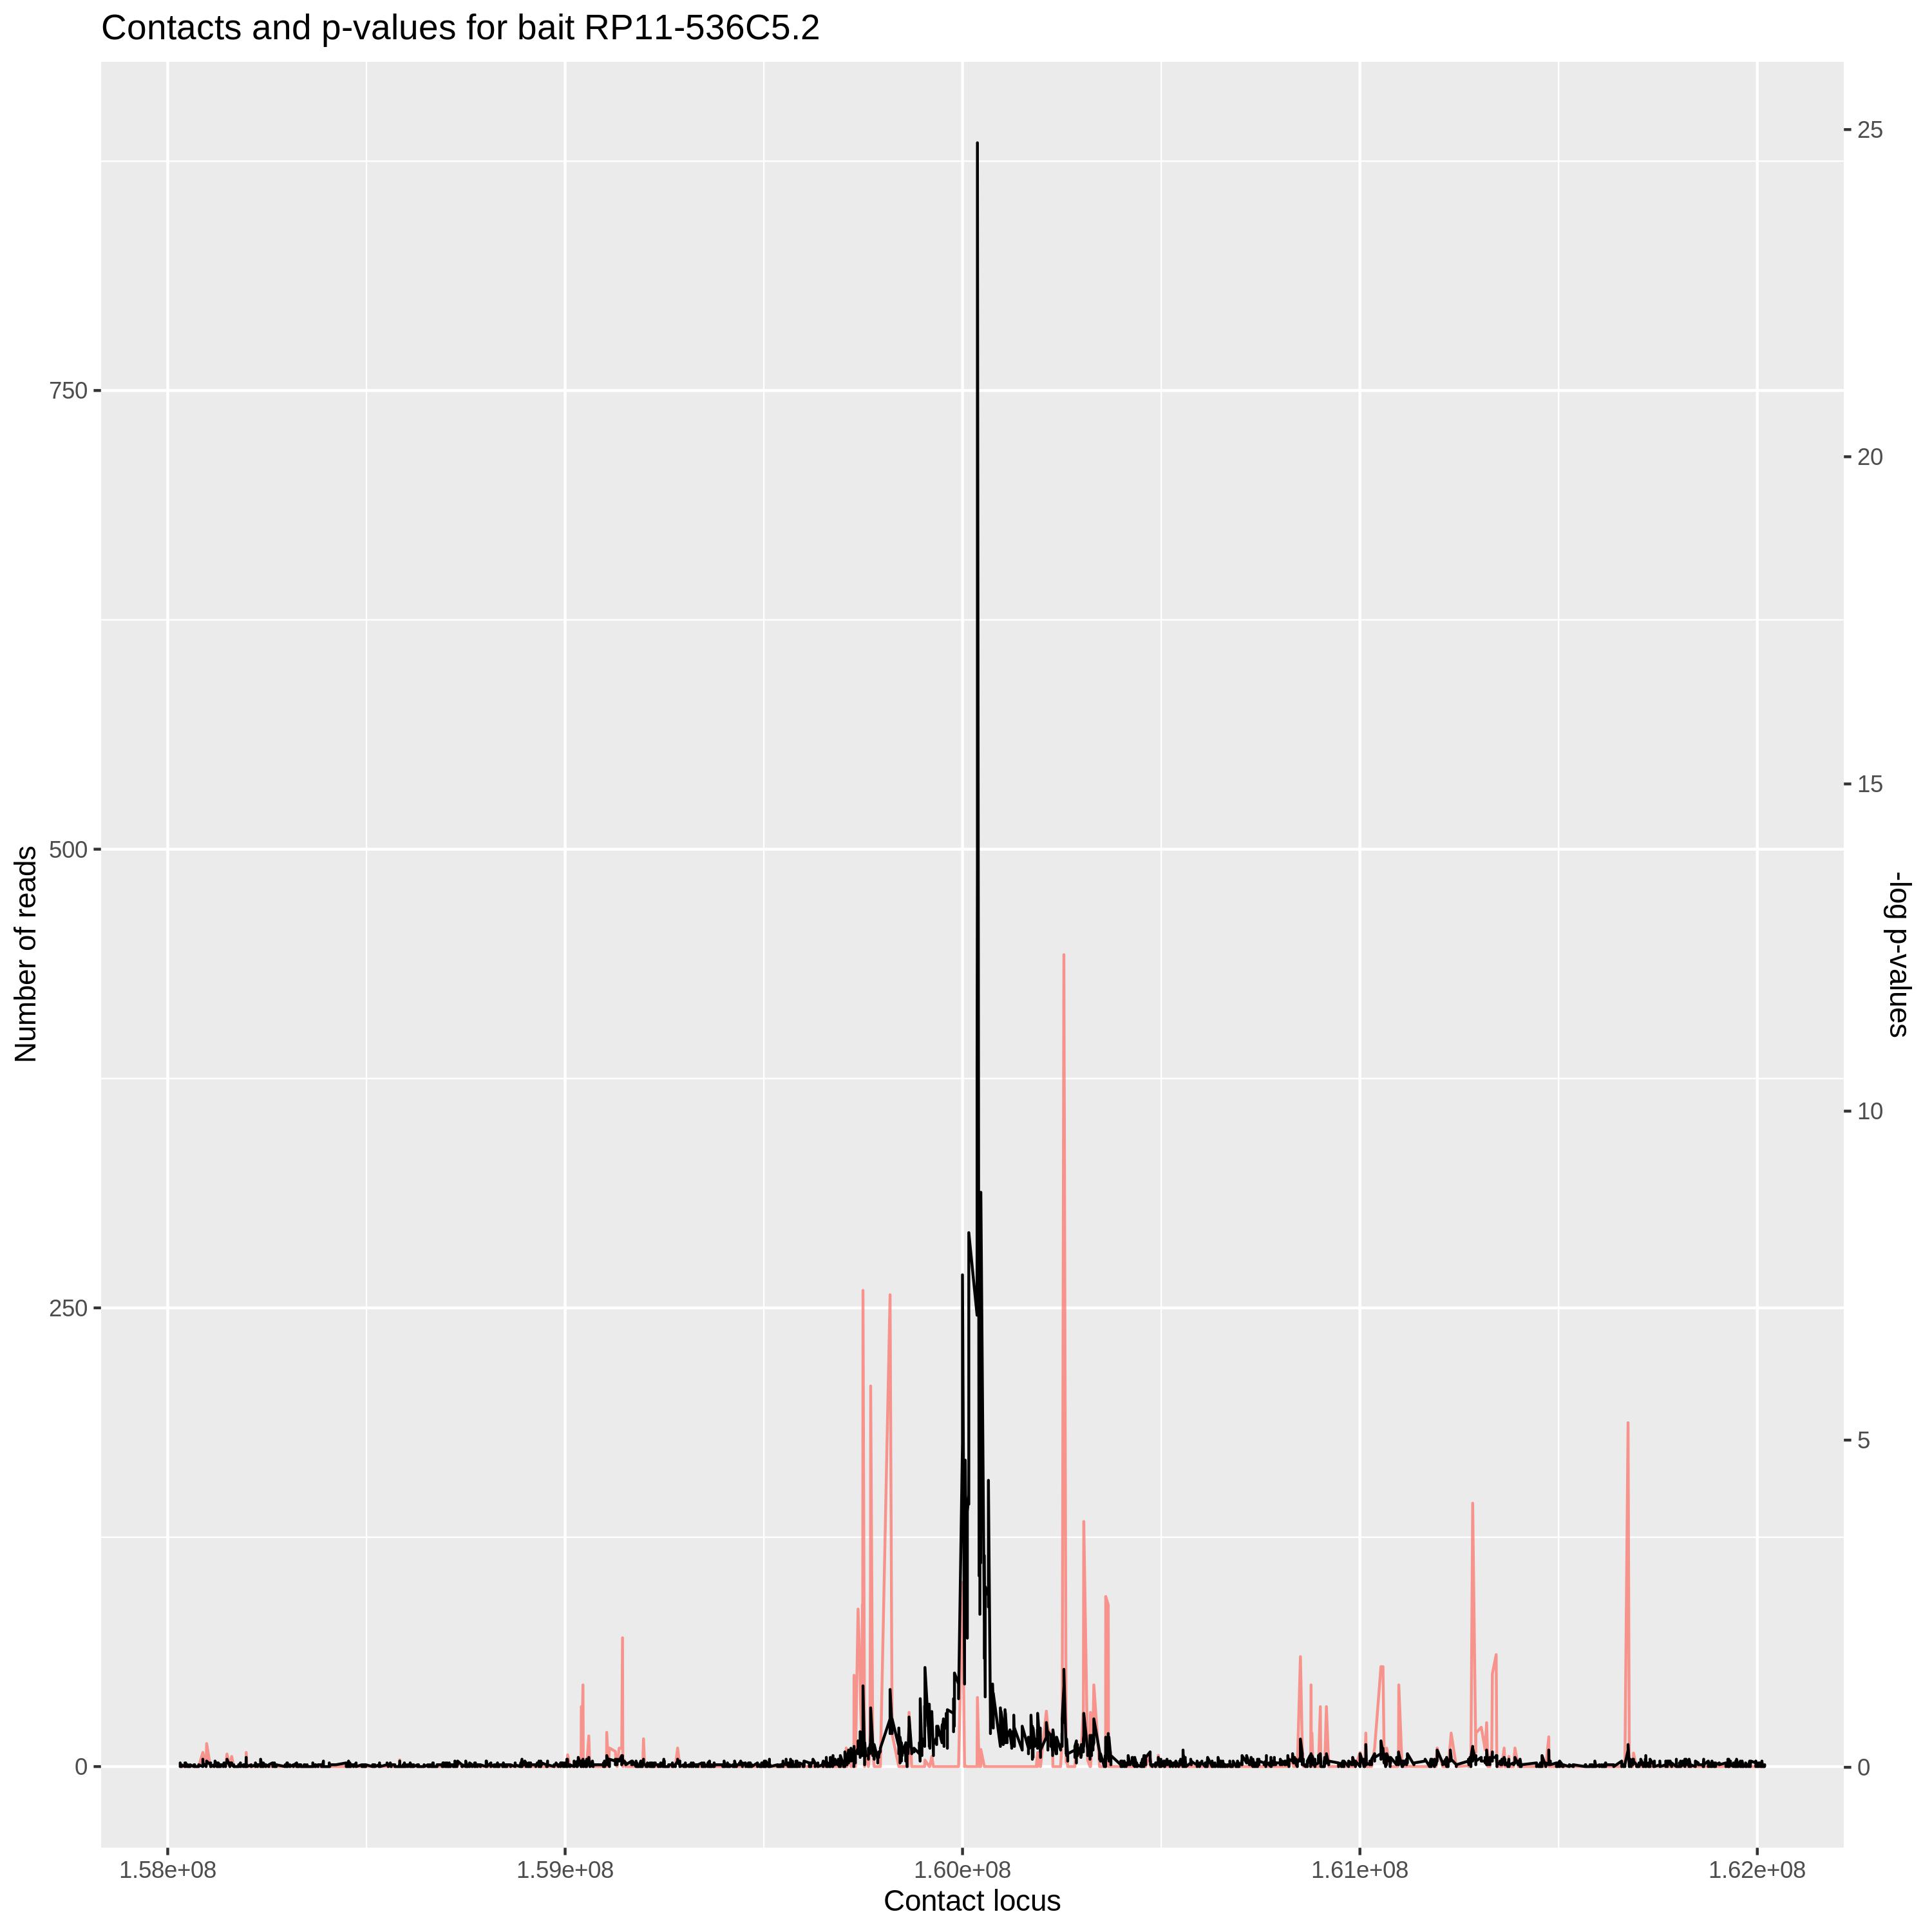 Contacts and p-values for bait RP11-536C5.2
Number of reads
750
500
250
0
25
20
15
10
5
0
-log p-values
1.58e+08
1.59e+08
1.60e+08
1.61e+08
1.62e+08
Contact locus